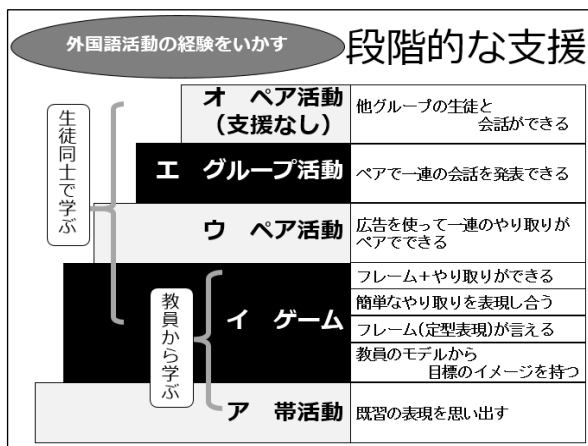 外国語活動の経験をいかす
段階的な支援
生徒同士で学ぶ
教員から学ぶ
オ ペア活動
(支援なし)
他グループの生徒と
会話ができる
エ グループ活動
ペアで一連の会話を発表できる
ウ ペア活動
広告を使って一連のやり取りが
ペアでできる
イ ゲーム
フレーム+やり取りができる
簡単なやり取りを表現し合う
フレーム(定型表現)が言える
教員のモデルから
目標のイメージを持つ
ア 帯活動
既習の表現を思い出す